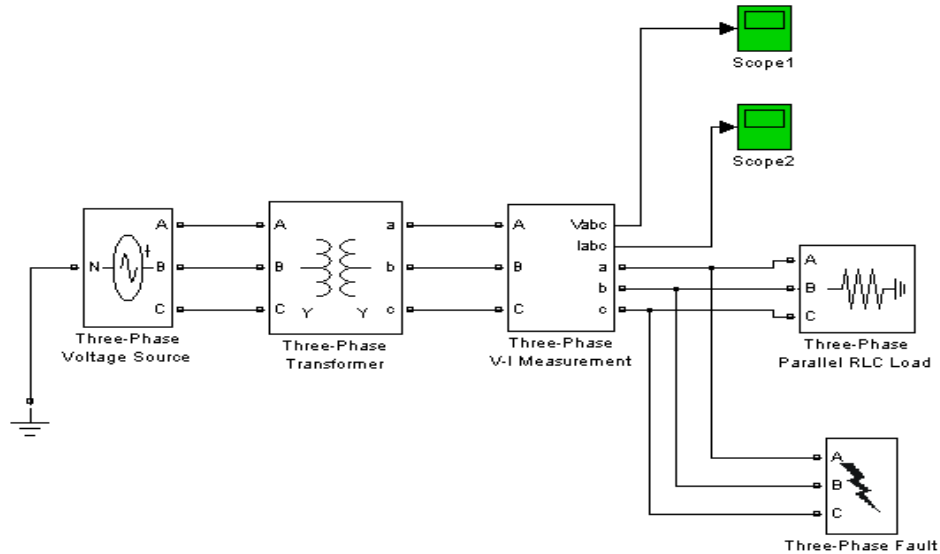 Scope1
Scope2
A
N
B
C
Three-Phase
Voltage Source
A
a
B
b
C
Y
Y
c
Three-Phase
Transformer
A
B
C
Vabc
Iabc
a
b
c
Three-Phase
V-I Measurement
A
B
C
Three-Phase
Parallel RLC Load
A
B
C
Three-Phase Fault